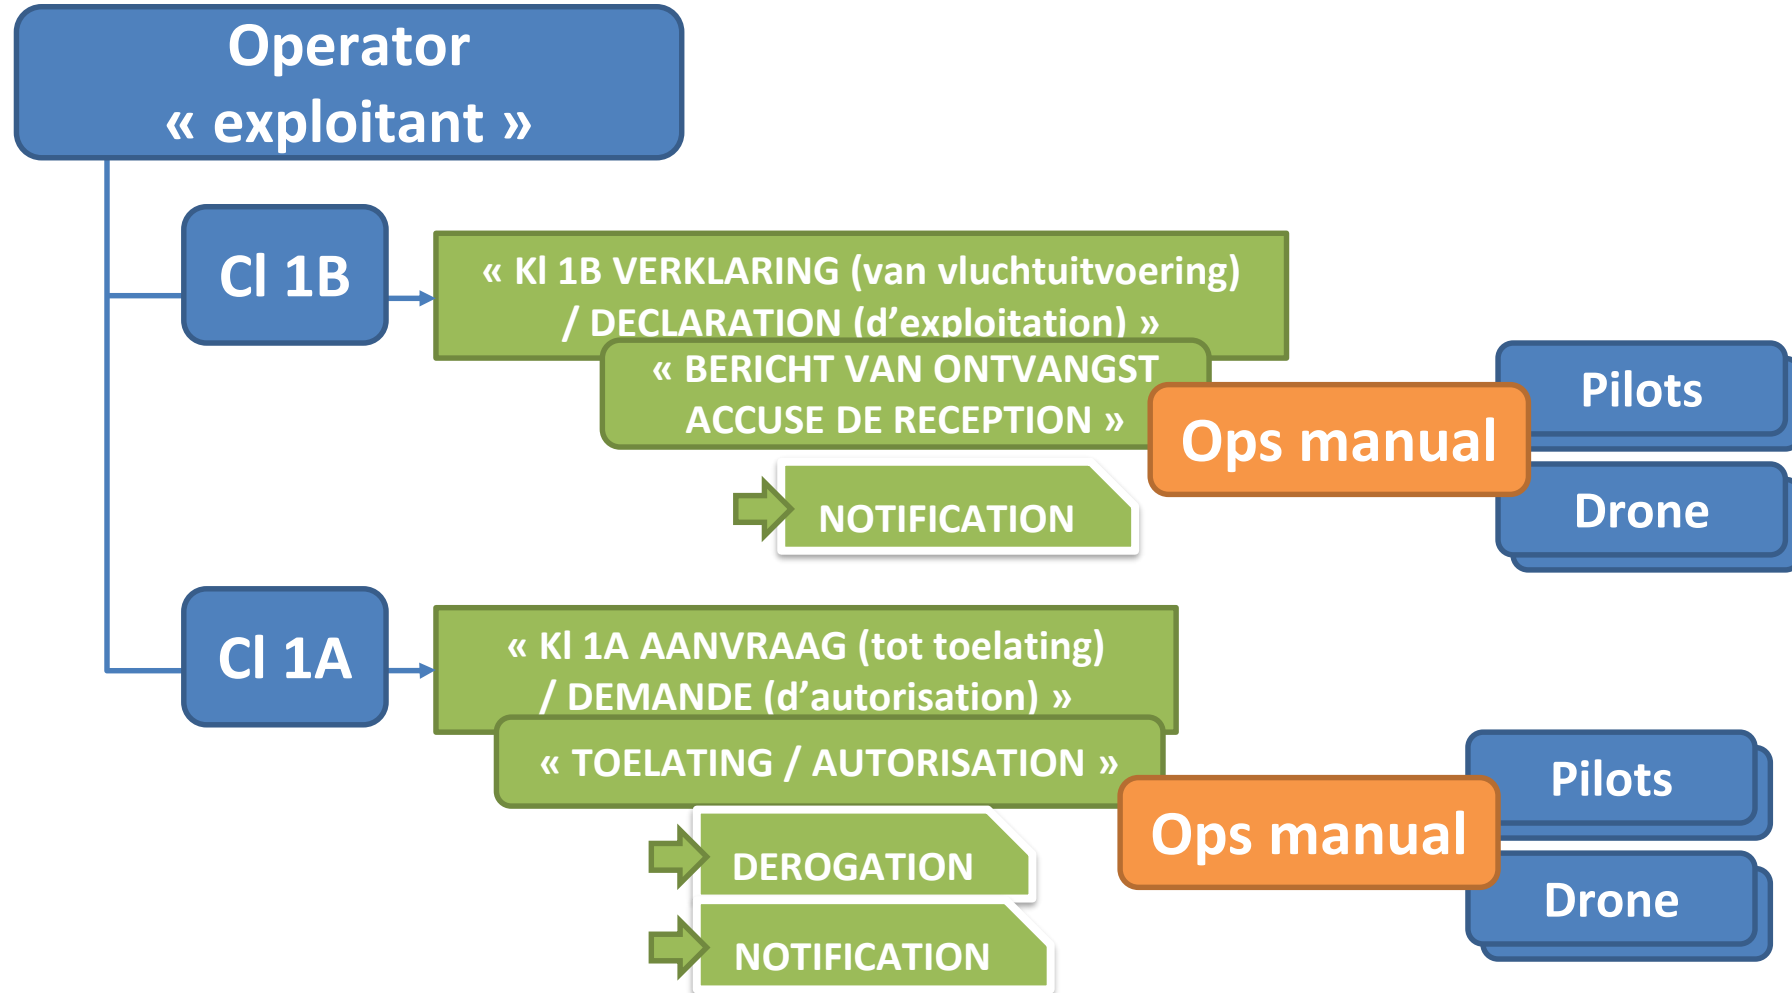 Operator
« exploitant »
Cl 1B
« Kl 1B VERKLARING (van vluchtuitvoering)
/ DECLARATION (d’exploitation) »
« BERICHT VAN ONTVANGST
ACCUSE DE RECEPTION »
NOTIFICATION
Ops manual
Pilots
Drone
Cl 1A
« Kl 1A AANVRAAG (tot toelating)
/ DEMANDE (d’autorisation) »
« TOELATING / AUTORISATION »
DEROGATION
NOTIFICATION
Ops manual
Pilots
Drone